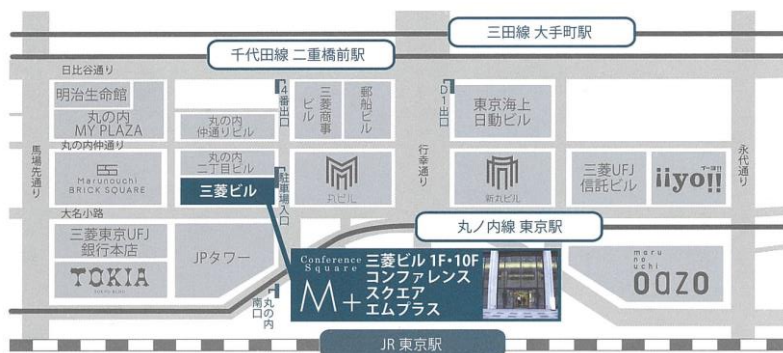 三田線 大手町駅
千代田線 二重橋前駅
日比谷通り
明治生命館
丸の内
MY PLAZA
丸の内
仲通りビル
4番出口
三菱商事
ビル
郵船ビル
D1出口
東京海上
日動ビル
丸の内仲通り
馬場先通り
Marunouchi
BRICK SQUARE
丸の内
二丁目ビル
三菱ビル
駐車場入口
丸ビル
行幸通り
新丸ビル
三菱UFJ
信託ビル
iiyo!!
永代通り
大名小路
丸ノ内線 東京駅
三菱東京UFJ
銀行本店
TOKIA
JPタワー
丸の内
南口
Conference
Square
M+
三菱ビル 1F・10F
コンファレンス
スクエア
エムプラス
maru
no
uchi
OAZO
JR 東京駅